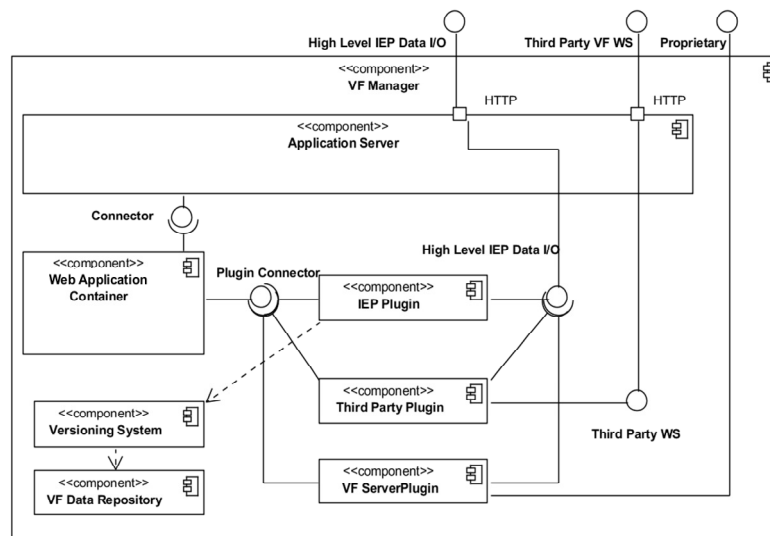 High Level IEP Data I/O
Third Party VF WS
Proprietary
<<component>>
VF Manager
HTTP
HTTP
<<component>>
Application Server
Connector
<<component>>
Web Application
Container
Plugin Connector
High Level IEP Data I/O
<<component>>
IEP Plugin
<<component>>
Third Party Plugin
Third Party WS
<<component>>
Versioning System
<<component>>
VF Data Repository
<<component>>
VF ServerPlugin